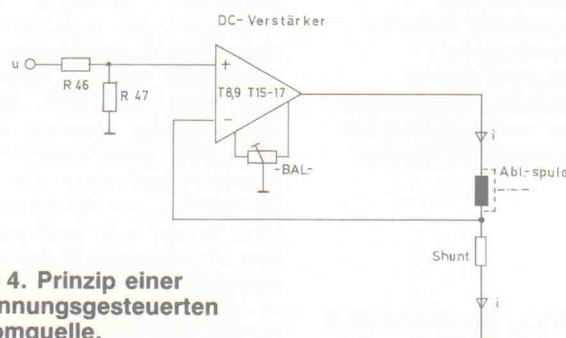 DC-Verstärker
u
R 46
R 47
+
T8,9 T15-17
−
-BAL.-
i
Abl.-spule
Shunt
i
4. Prinzip einer
nnungsgesteuerten
omquelle.